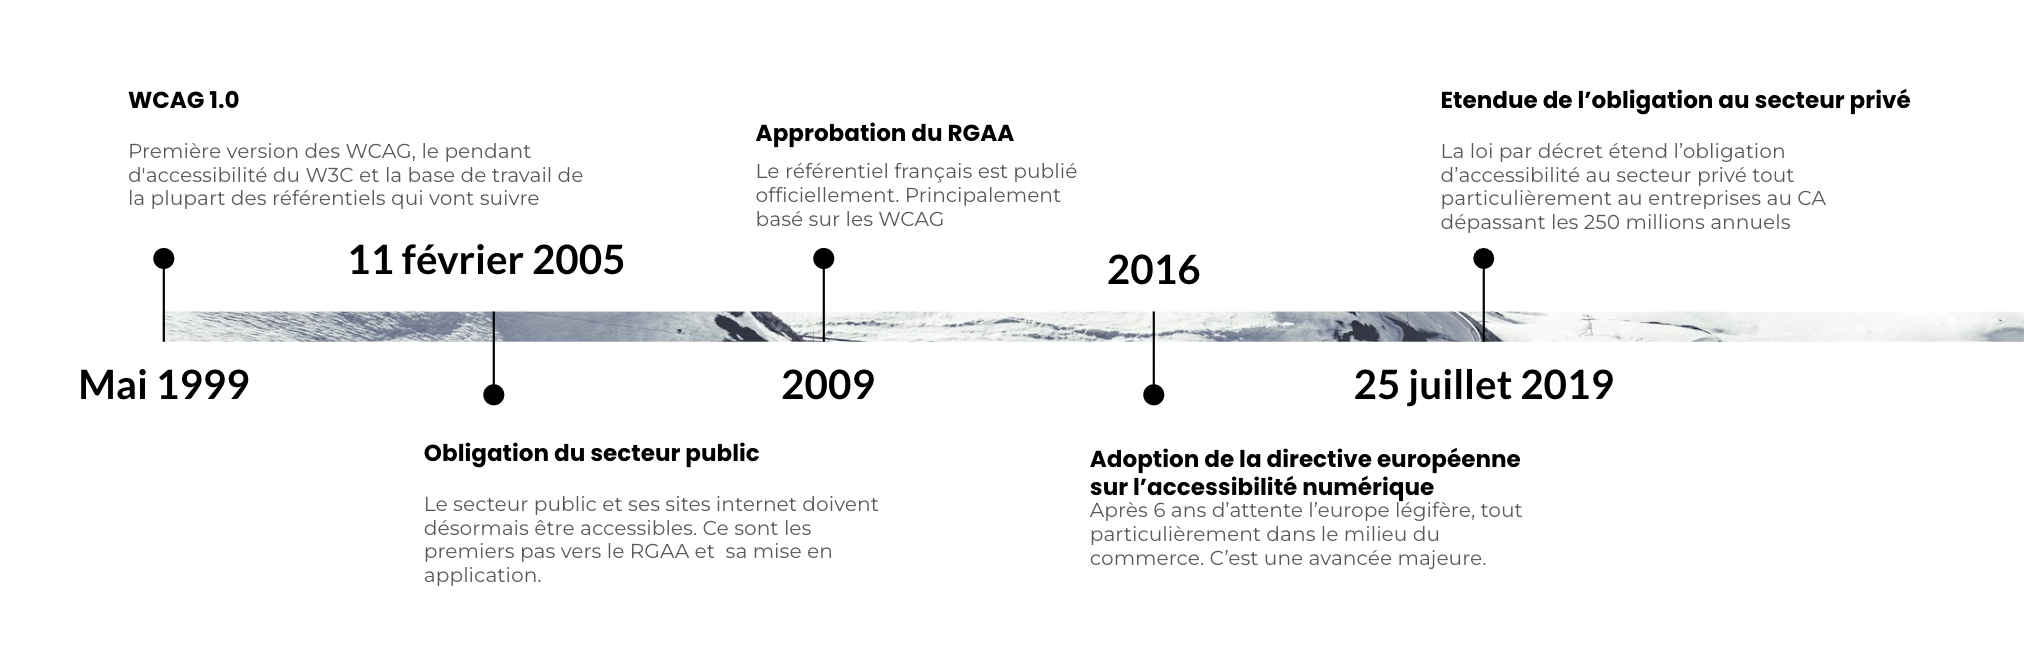 WCAG 1.0
Première version des WCAG, le pendant
d'accessibilité du W3C et la base de travail de
la plupart des référentiels qui vont suivre
Mai 1999
11 février 2005
Obligation du secteur public
Le secteur public et ses sites internet doivent
désormais être accessibles. Ce sont les
premiers pas vers le RGAA et  sa mise en
application.
Approbation du RGAA
Le référentiel français est publié
officiellement. Principalement
basé sur les WCAG
2009
2016
Adoption de la directive européenne
sur l’accessibilité numérique
Après 6 ans d’attente l’europe légifère, tout
particulièrement dans le milieu du
commerce. C’est une avancée majeure.
Etendue de l’obligation au secteur privé
La loi par décret étend l’obligation
d’accessibilité au secteur privé tout
particulièrement au entreprises au CA
dépassant les 250 millions annuels
25 juillet 2019